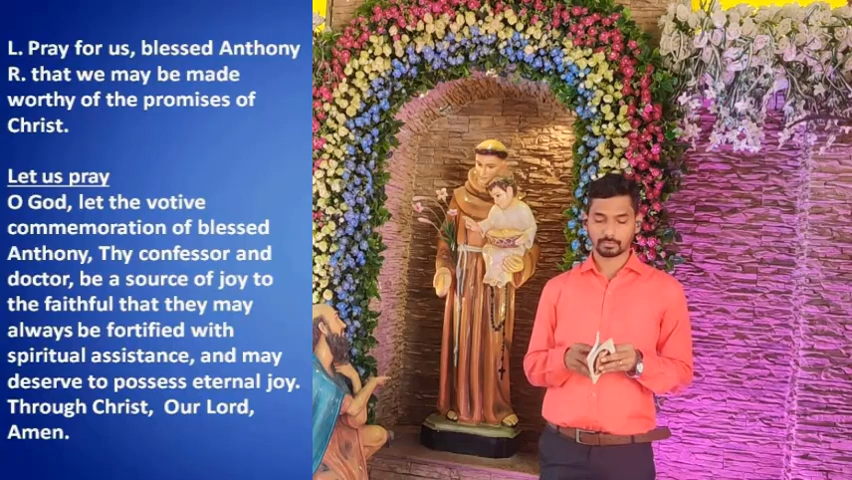 L. Pray for us, blessed Anthony
R. that we may be made
worthy of the promises of
Christ.
Let us pray
O God, let the votive
commemoration of blessed
Anthony, Thy confessor and
doctor, be a source of joy to
the faithful that they may
always be fortified with
spiritual assistance, and may
deserve to possess eternal joy.
Through Christ,  Our Lord,
Amen.